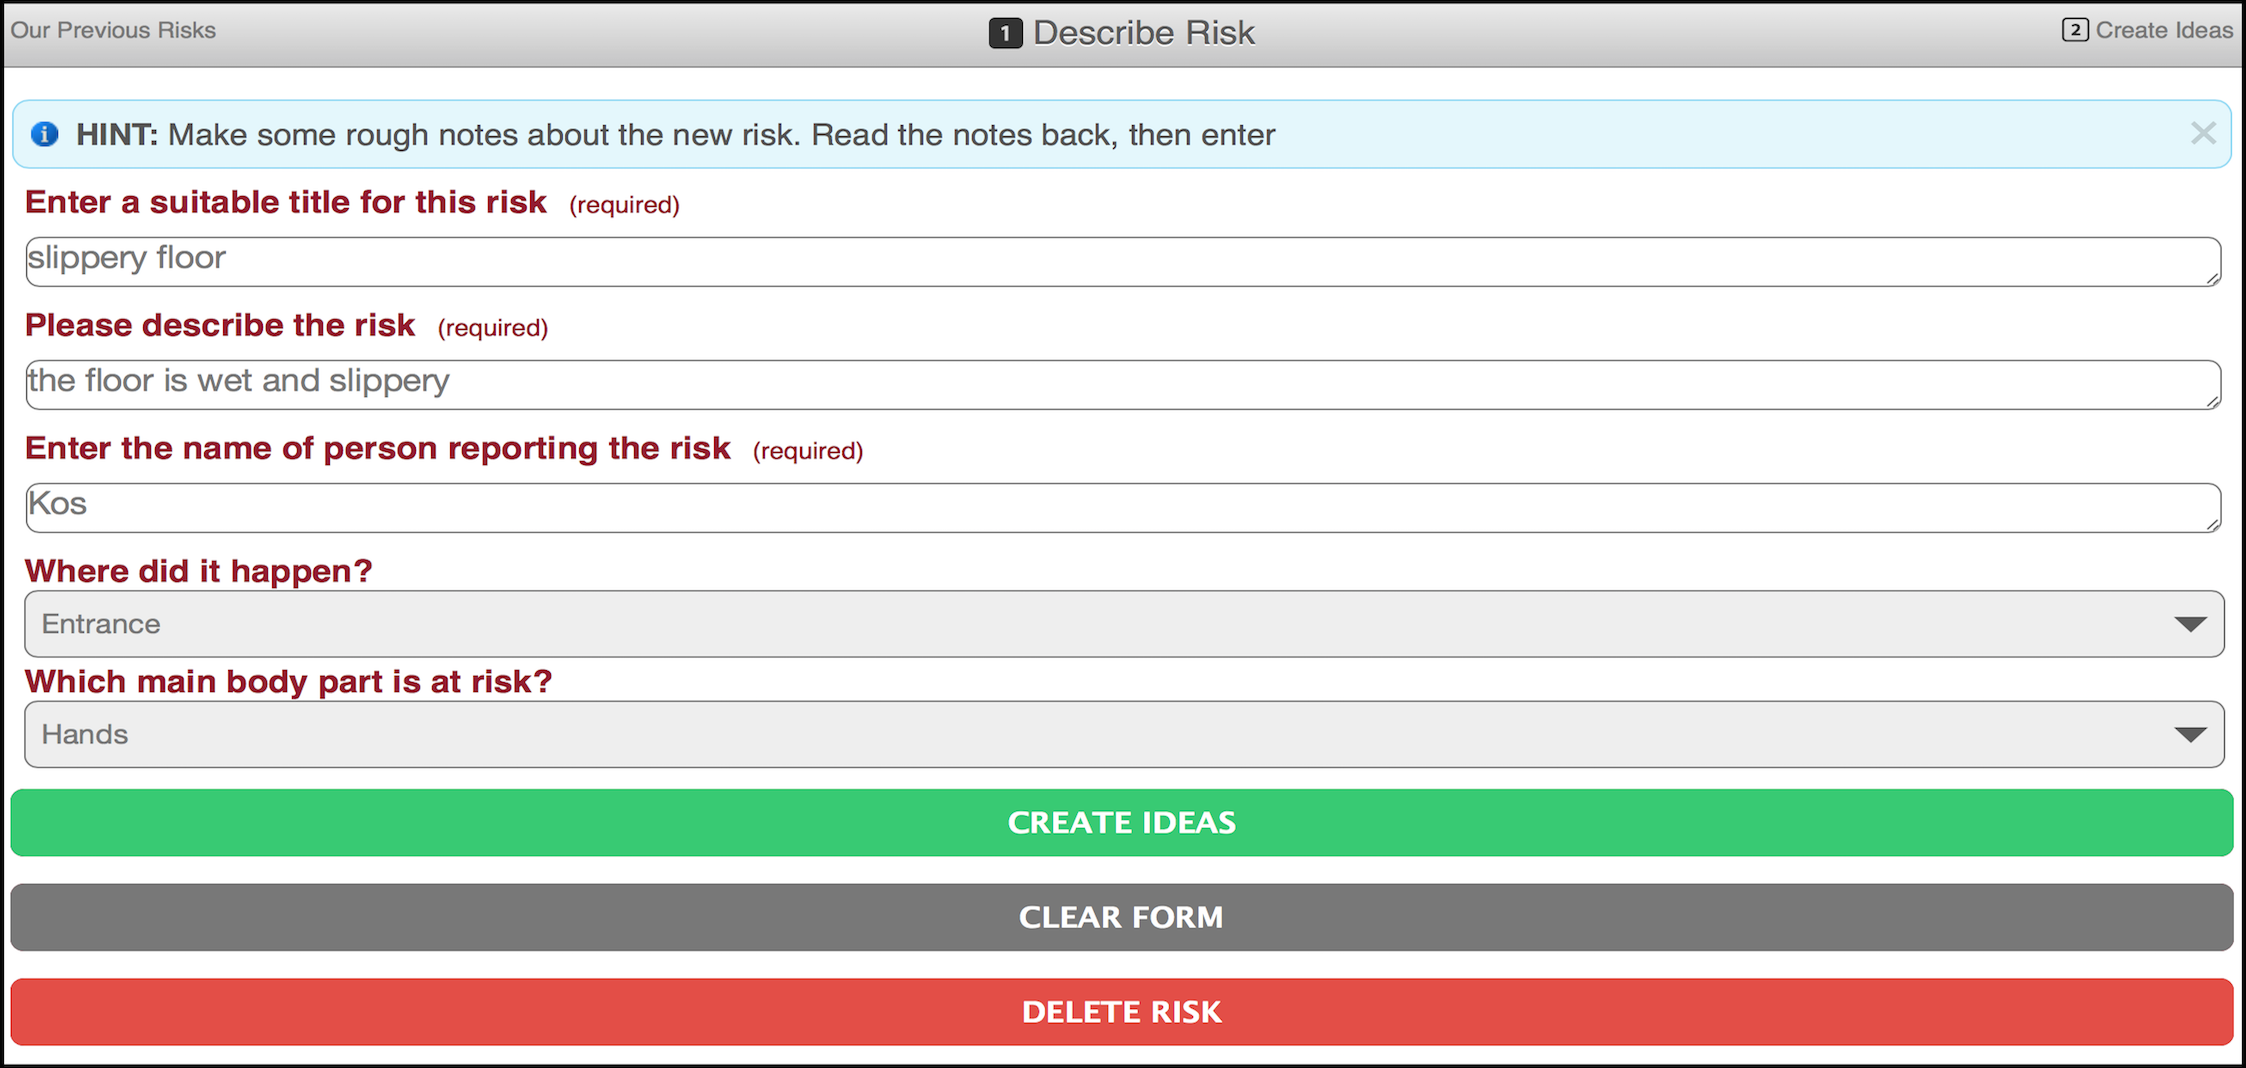 Our Previous Risks
1 Describe Risk
2 Create Ideas
HINT: Make some rough notes about the new risk. Read the notes back, then enter
Enter a suitable title for this risk (required)
slippery floor
Please describe the risk (required)
the floor is wet and slippery
Enter the name of person reporting the risk (required)
Kos
Where did it happen?
Entrance
Which main body part is at risk?
Hands
CREATE IDEAS
CLEAR FORM
DELETE RISK